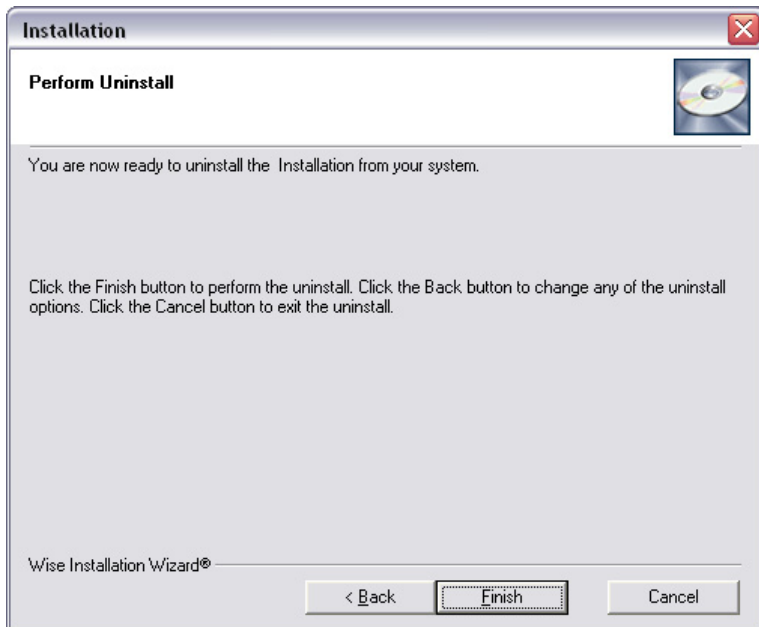 Installation
Perform Uninstall
You are now ready to uninstall the  Installation from your system.
Click the Finish button to perform the uninstall. Click the Back button to change any of the uninstall
options. Click the Cancel button to exit the uninstall.
Wise Installation Wizard®
< Back
Finish
Cancel